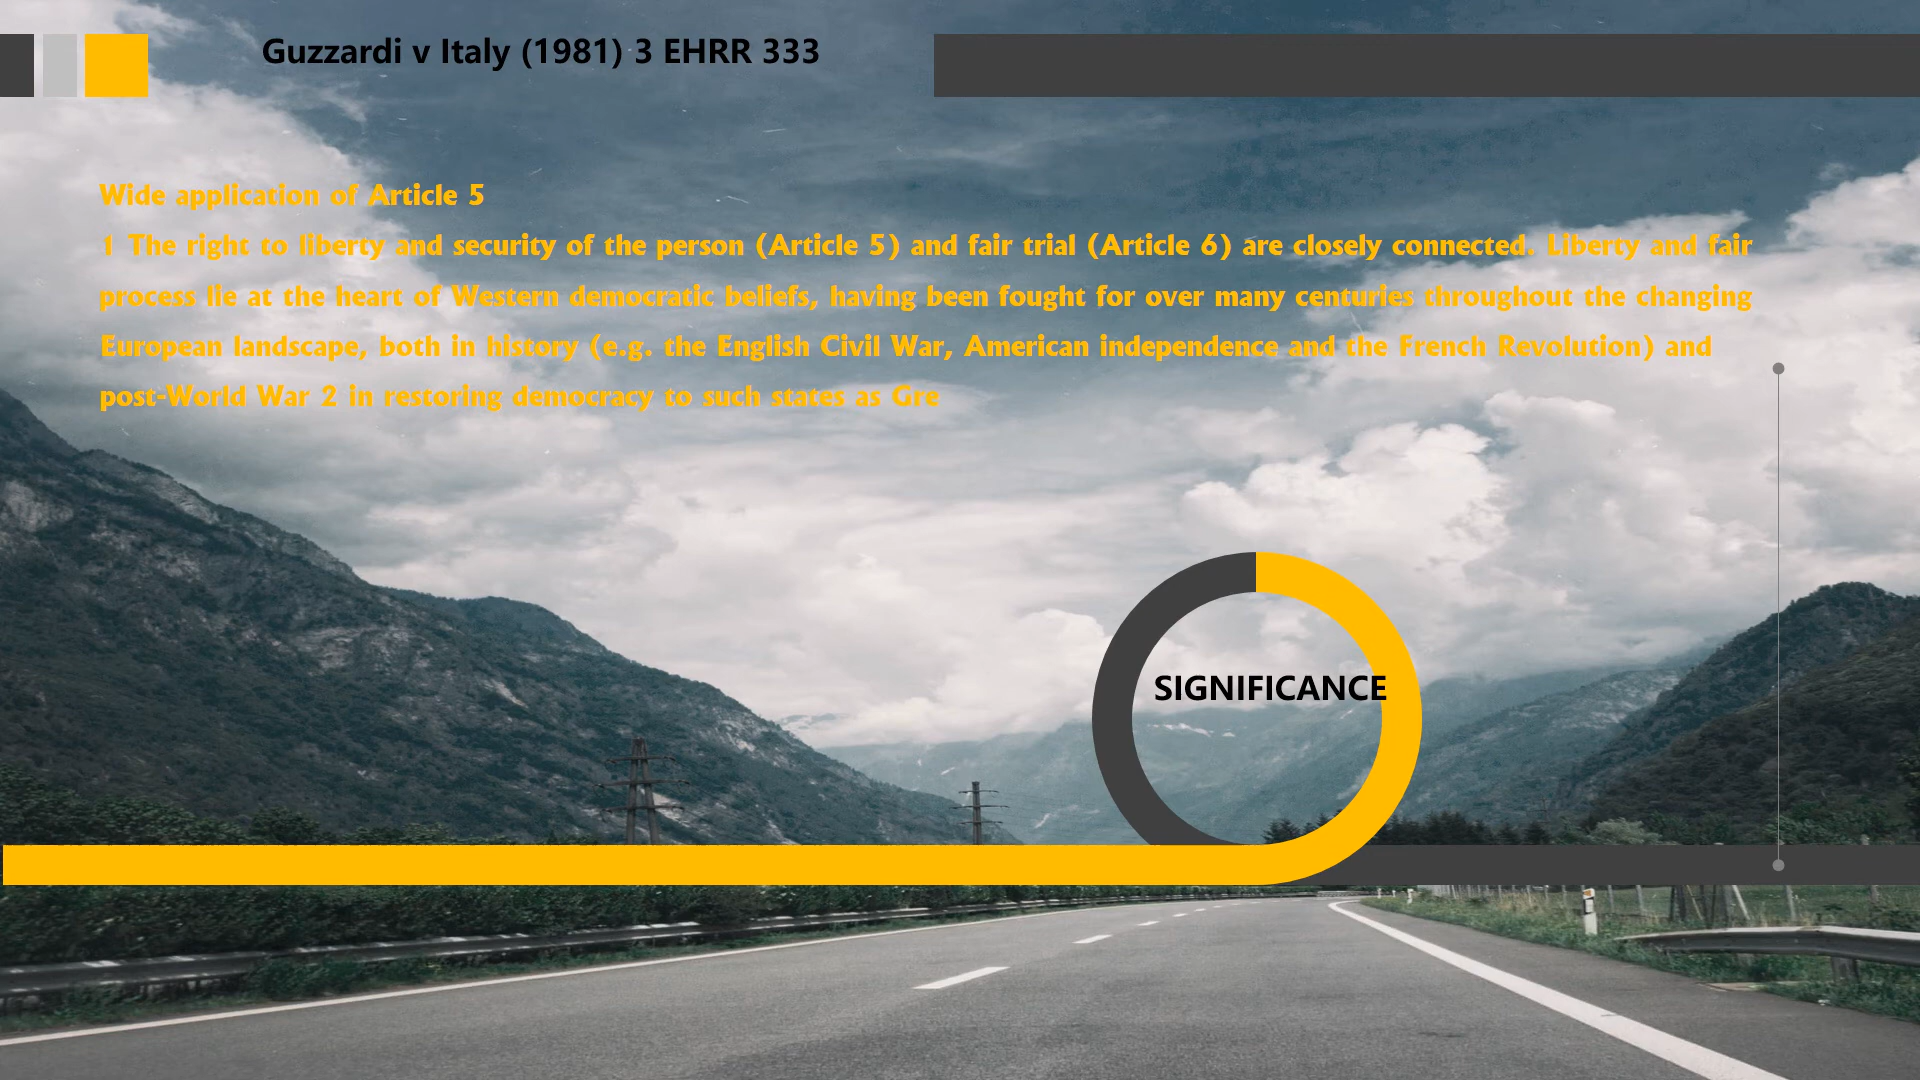 Guzzardi v Italy (1981) 3 EHRR 333
Wide application of Article 5
1 The right to liberty and security of the person (Article 5) and fair trial (Article 6) are closely connected. Liberty and fair
process lie at the heart of Western democratic beliefs, having been fought for over many centuries throughout the changing
European landscape, both in history (e.g. the English Civil War, American independence and the French Revolution) and
post-World War 2 in restoring democracy to such states as Gre
SIGNIFICANCE